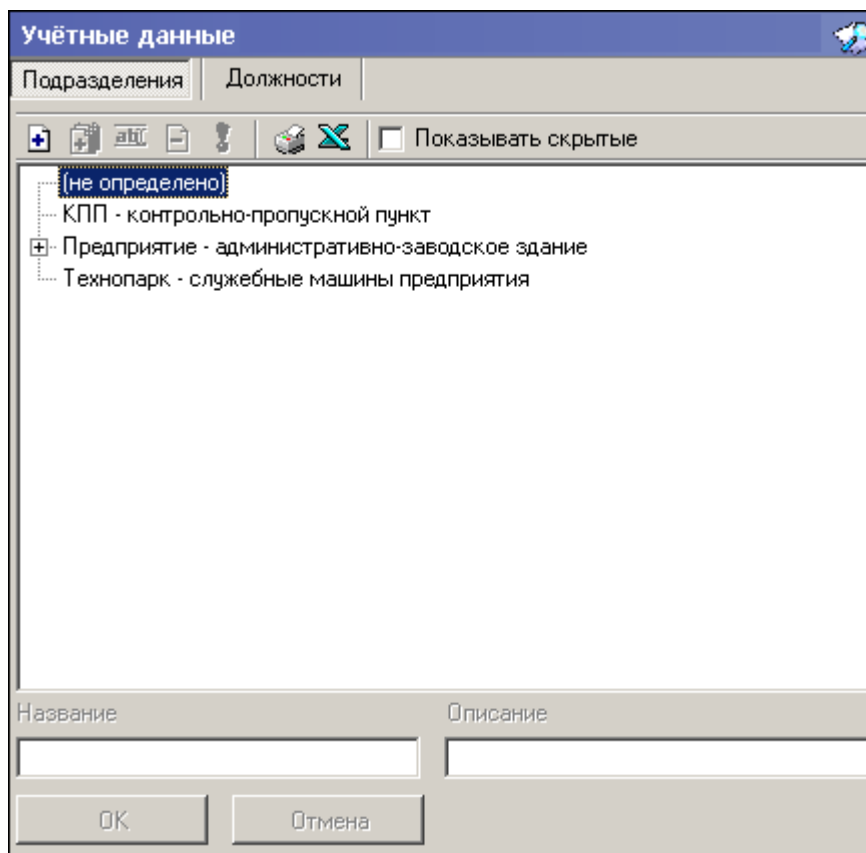 Учётные данные
Подразделения Должности
ab Показывать скрытые
(не определено)
КПП - контрольно-пропускной пункт
Предприятие - административно-заводское здание
Технопарк - служебные машины предприятия
Название Описание
OK Отмена